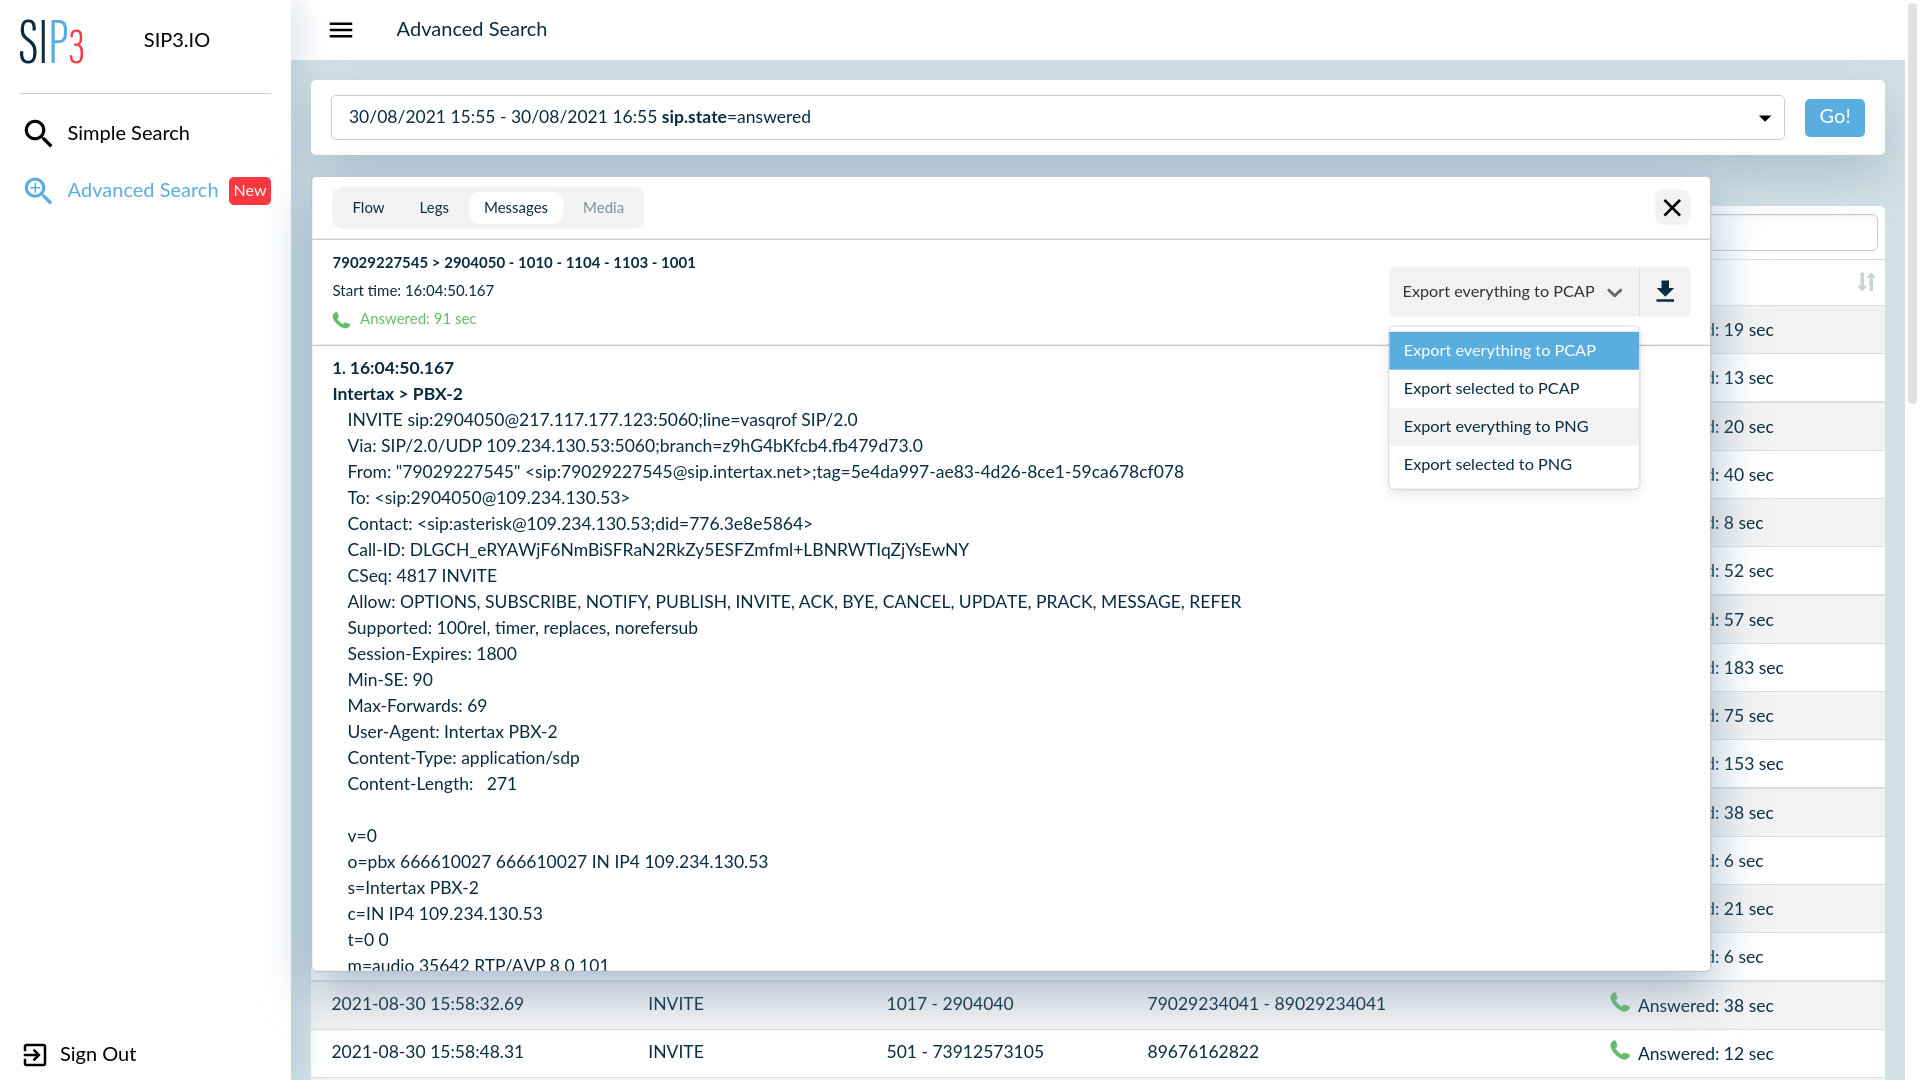 SIP3
SIP3.IO
Simple Search
Advanced Search
New
Sign Out
Advanced Search
30/08/2021 15:55 - 30/08/2021 16:55 sip.state=answered
Go!
Flow
Legs
Messages
Media
79029227545 > 2904050 - 1010 - 1104 - 1103 - 1001
Start time: 16:04:50.167
Answered: 91 sec
Export everything to PCAP
Export everything to PCAP
Export selected to PCAP
Export everything to PNG
Export selected to PNG
1. 16:04:50.167
Intertax > PBX-2
INVITE sip:2904050@217.117.177.123:5060;line=vasqrof SIP/2.0
Via: SIP/2.0/UDP 109.234.130.53:5060;branch=z9hG4bKfcb4.fb479d73.0
From: "79029227545" <sip:79029227545@sip.intertax.net>;tag=5e4da997-ae83-4d26-8ce1-59ca678cf078
To: <sip:2904050@109.234.130.53>
Contact: <sip:asterisk@109.234.130.53;did=776.3e8e5864>
Call-ID: DLGCH_eRYAWjF6NmBiSFRaN2RkZy5ESFZmfml+LBNRWTIqZjYsEwNY
CSeq: 4817 INVITE
Allow: OPTIONS, SUBSCRIBE, NOTIFY, PUBLISH, INVITE, ACK, BYE, CANCEL, UPDATE, PRACK, MESSAGE, REFER
Supported: 100rel, timer, replaces, norefersub
Session-Expires: 1800
Min-SE: 90
Max-Forwards: 69
User-Agent: Intertax PBX-2
Content-Type: application/sdp
Content-Length:   271
v=0
o=pbx 666610027 666610027 IN IP4 109.234.130.53
s=Intertax PBX-2
c=IN IP4 109.234.130.53
t=0 0
m=audio 35642 RTP/AVP 8 0 101
d: 19 sec
d: 13 sec
d: 20 sec
d: 40 sec
d: 8 sec
d: 52 sec
d: 57 sec
d: 183 sec
d: 75 sec
d: 153 sec
d: 38 sec
d: 6 sec
d: 21 sec
d: 6 sec
2021-08-30 15:58:32.69 INVITE 1017 - 2904040 79029234041 - 89029234041 Answered: 38 sec
2021-08-30 15:58:48.31 INVITE 501 - 73912573105 89676162822 Answered: 12 sec